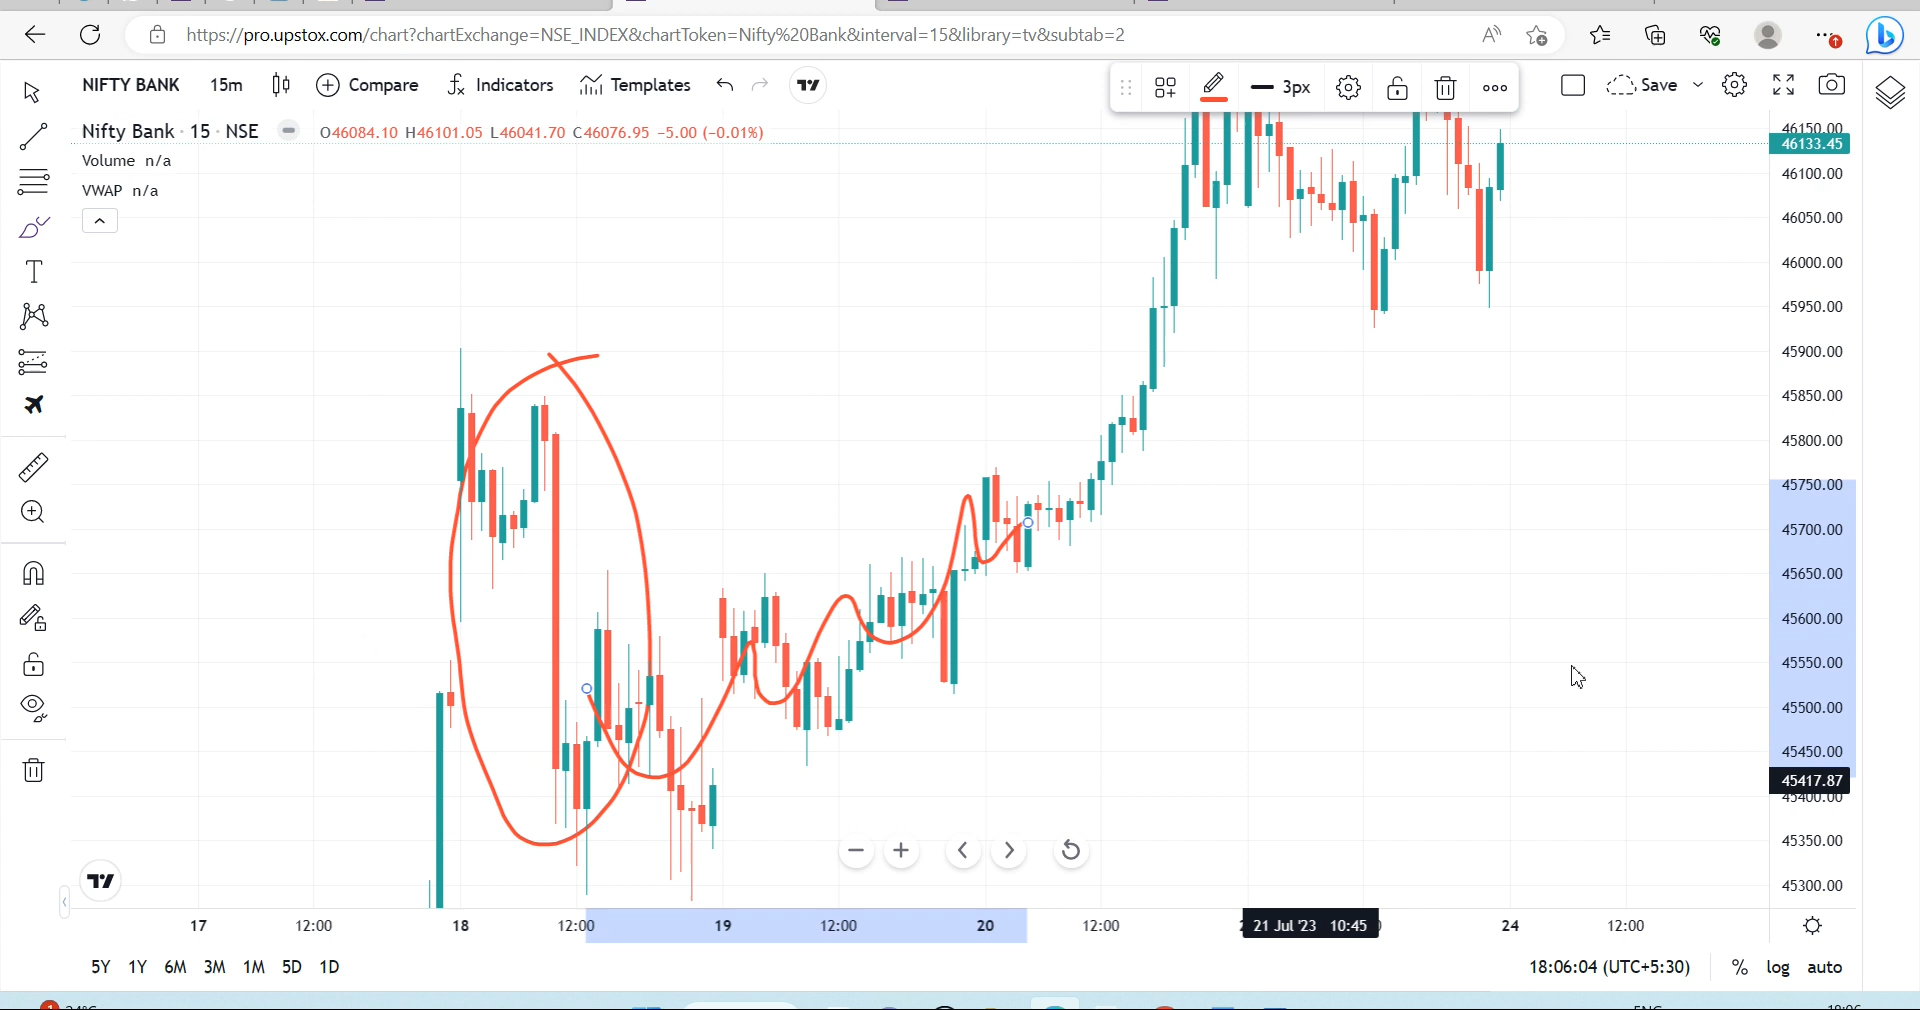 https://pro.upstox.com/chart?chartExchange=NSE_INDEX&chartToken=Nifty%20Bank&interval=15&library=tv&subtab=2
NIFTY BANK 15m Compare Indicators Templates 3px Save
Nifty Bank · 15 · NSE O46084.10 H46101.05 L46041.70 C46076.95 -5.00 (-0.01%)
Volume n/a
VWAP n/a
46150.00
46133.45
46100.00
46050.00
46000.00
45950.00
45900.00
45850.00
45800.00
45750.00
45700.00
45650.00
45600.00
45550.00
45500.00
45450.00
45417.87
45400.00
45350.00
45300.00
17 12:00 18 12:00 19 12:00 20 12:00 21 Jul '23 10:45 24 12:00
5Y 1Y 6M 3M 1M 5D 1D 18:06:04 (UTC+5:30) % log auto